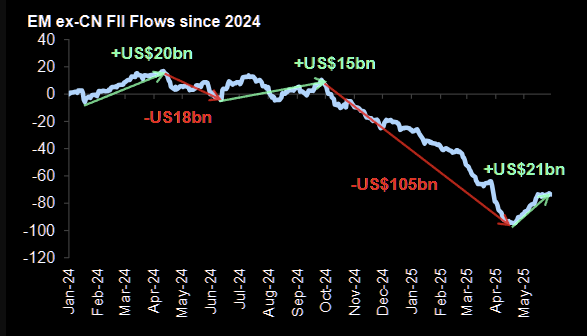 EM ex-CN FII Flows since 2024
40
20
0
-20
-40
-60
-80
-100
-120
+US$20bn
-US18bn
+US$15bn
-US$105bn
+US$21bn
Jan-24
Feb-24
Mar-24
Apr-24
May-24
Jun-24
Jul-24
Aug-24
Sep-24
Oct-24
Nov-24
Dec-24
Jan-25
Feb-25
Mar-25
Apr-25
May-25